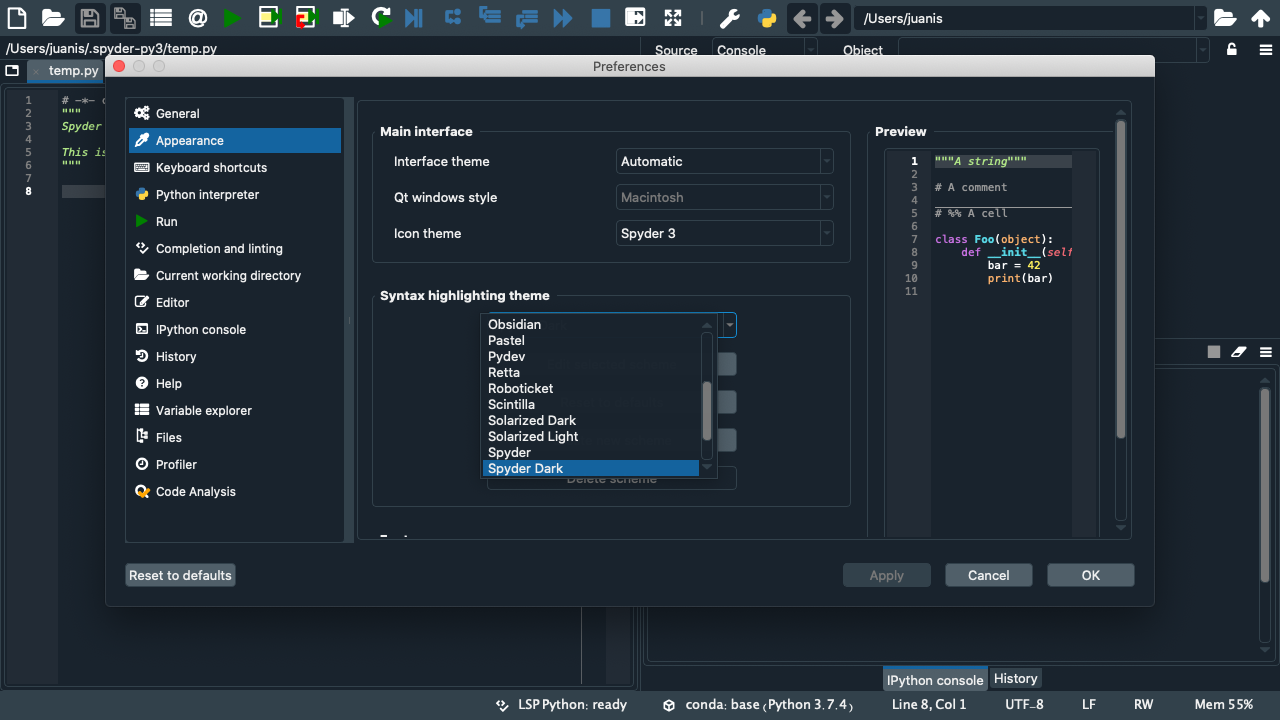 /Users/juanis
/Users/juanis/.spyder-py3/temp.py
Source Console Object
temp.py
1 # -*- c
2 """
3 Spyder
4
5 This is
6 """
7
8
Preferences
General
Appearance
Keyboard shortcuts
Python interpreter
Run
Completion and linting
Current working directory
Editor
IPython console
History
Help
Variable explorer
Files
Profiler
Code Analysis
Main interface
Interface theme Automatic
Qt windows style Macintosh
Icon theme Spyder 3
Syntax highlighting theme
Obsidian
Pastel
Pydev
Retta
Roboticket
Scintilla
Solarized Dark
Solarized Light
Spyder
Spyder Dark
Delete scheme
Preview
1 """A string"""
2
3 # A comment
4
5 # %% A cell
6
7 class Foo(object):
8 def __init__(self
9 bar = 42
10 print(bar)
11
Reset to defaults
Apply
Cancel
OK
IPython console
History
LSP Python: ready
conda: base (Python 3.7.4)
Line 8, Col 1
UTF-8
LF
RW
Mem 55%